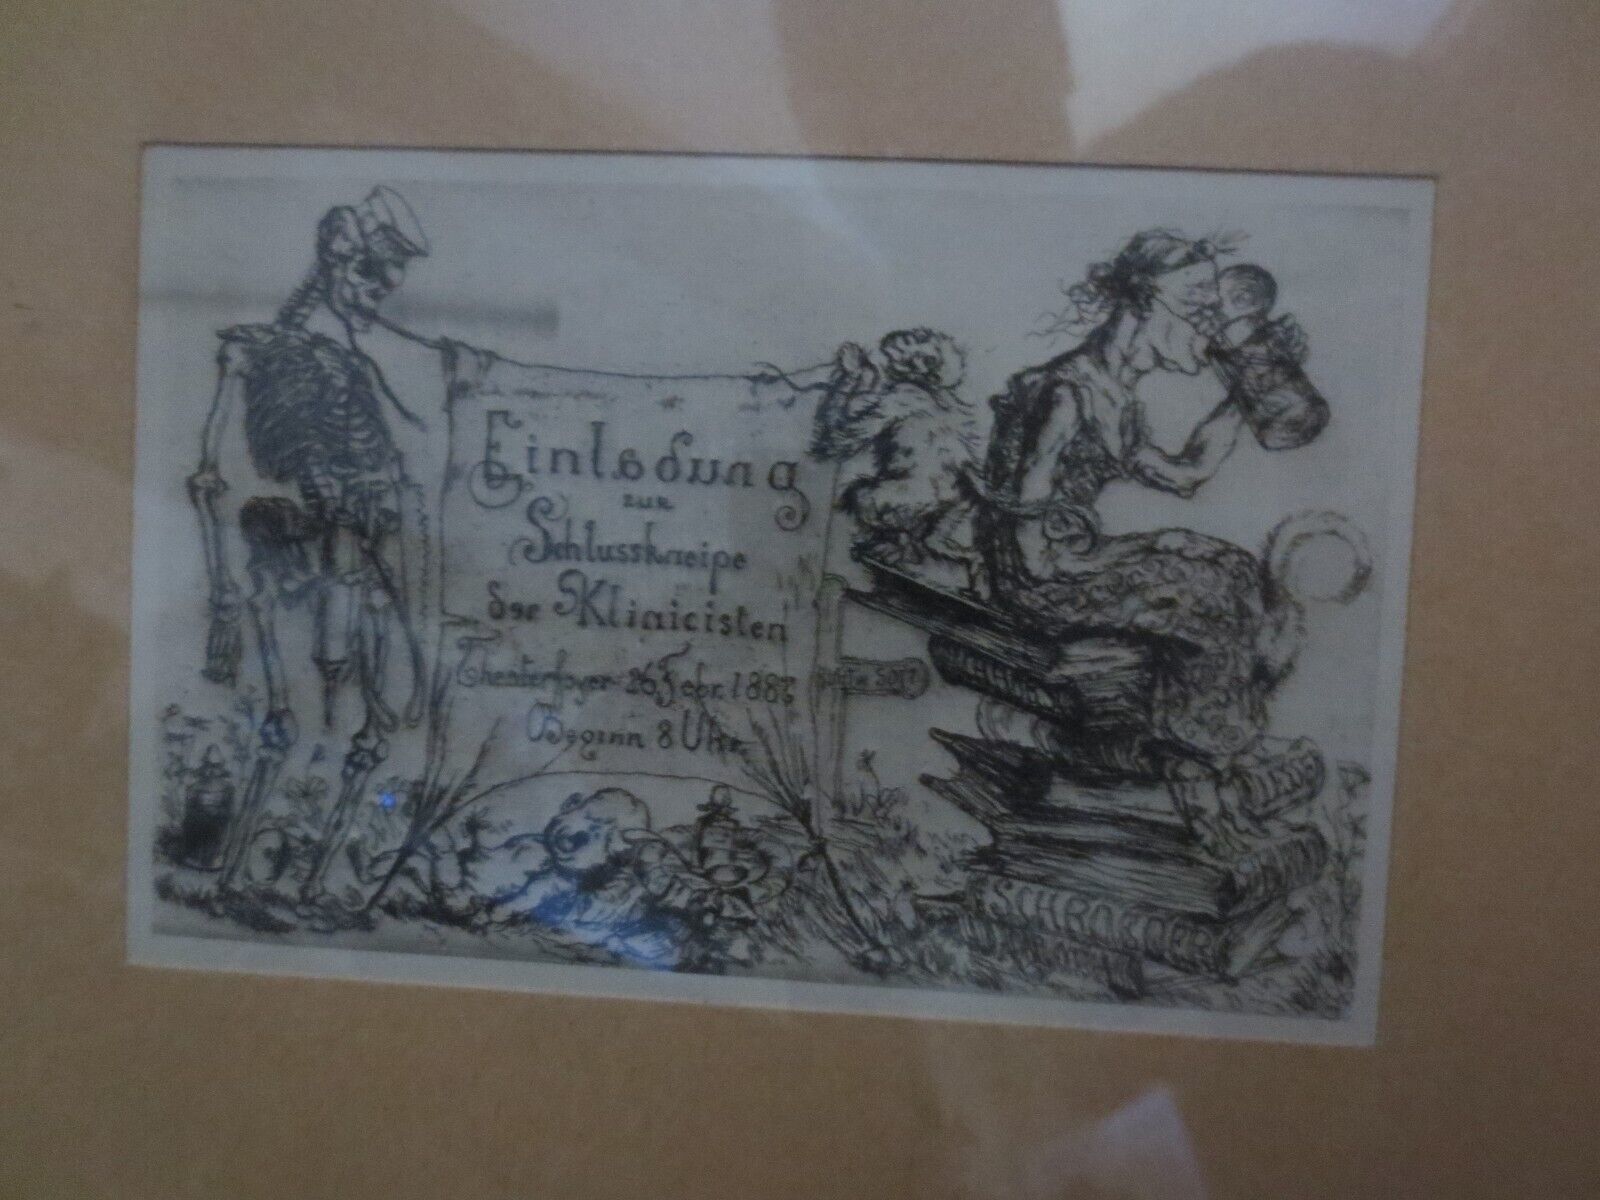 Einladung
zur
Schlusskneipe
der Klinicisten
Theaterfoyer 26. Febr. 1887
Beginn 8 Uhr.
SCHROEDER